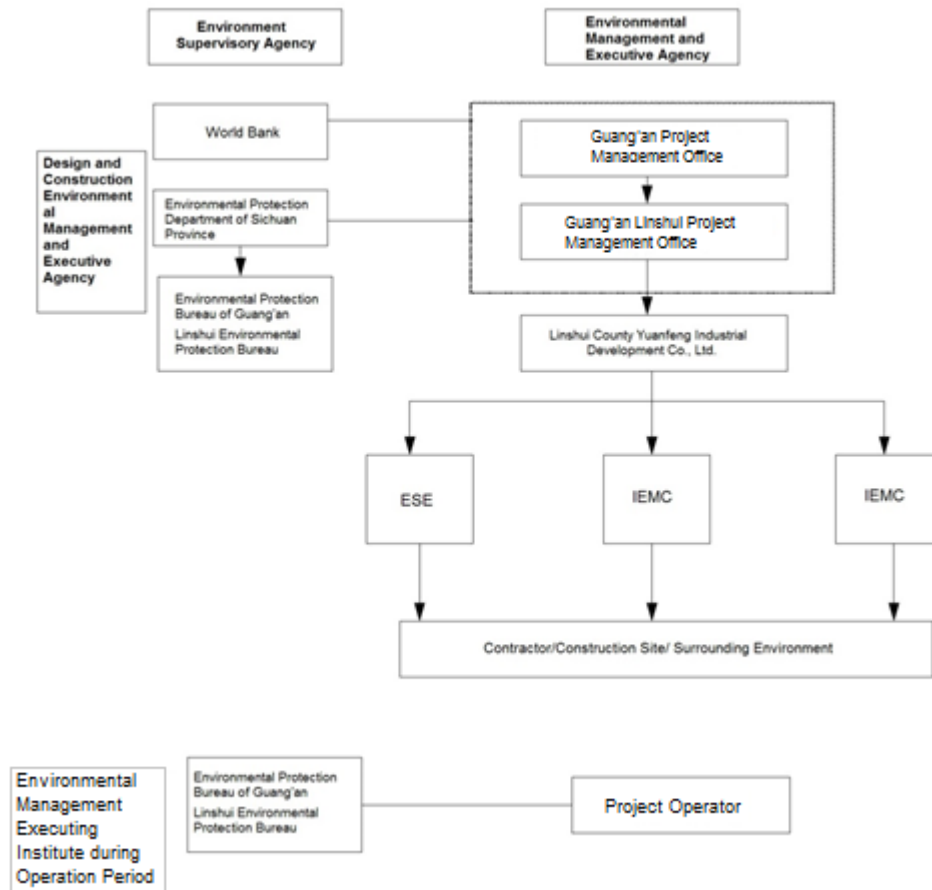 Environment
Supervisory Agency
Environmental
Management and
Executive Agency
World Bank
Guang'an Project
Management Office
Design and
Construction
Environment
al
Management
and
Executive
Agency
Environmental Protection
Department of Sichuan
Province
Guang'an Linshui Project
Management Office
Environmental Protection
Bureau of Guang'an
Linshui Environmental
Protection Bureau
Linshui County Yuanfeng Industrial
Development Co., Ltd.
ESE
IEMC
IEMC
Contractor/Construction Site/ Surrounding Environment
Environmental
Management
Executing
Institute during
Operation Period
Environmental Protection
Bureau of Guang'an
Linshui Environmental
Protection Bureau
Project Operator